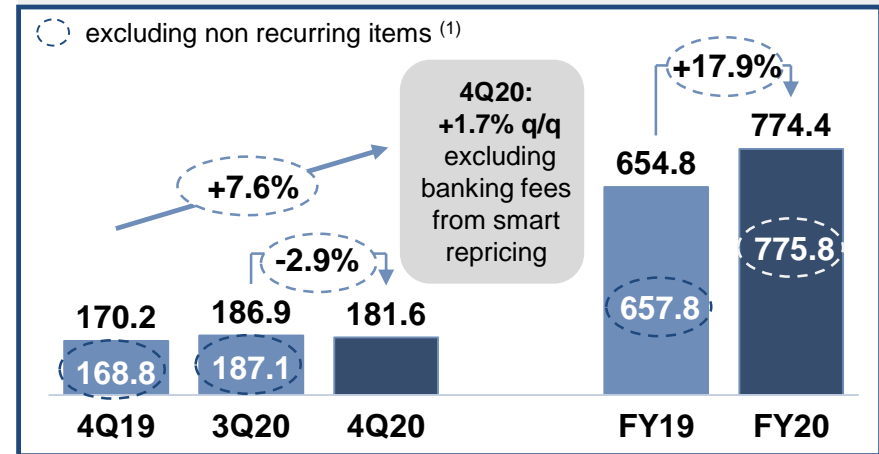 excluding non recurring items (1)
+17.9%
4Q20:
+1.7% q/q
excluding
banking fees
from smart
repricing
+7.6%
-2.9%
170.2
186.9
181.6
654.8
774.4
168.8
187.1
657.8
775.8
4Q19
3Q20
4Q20
FY19
FY20